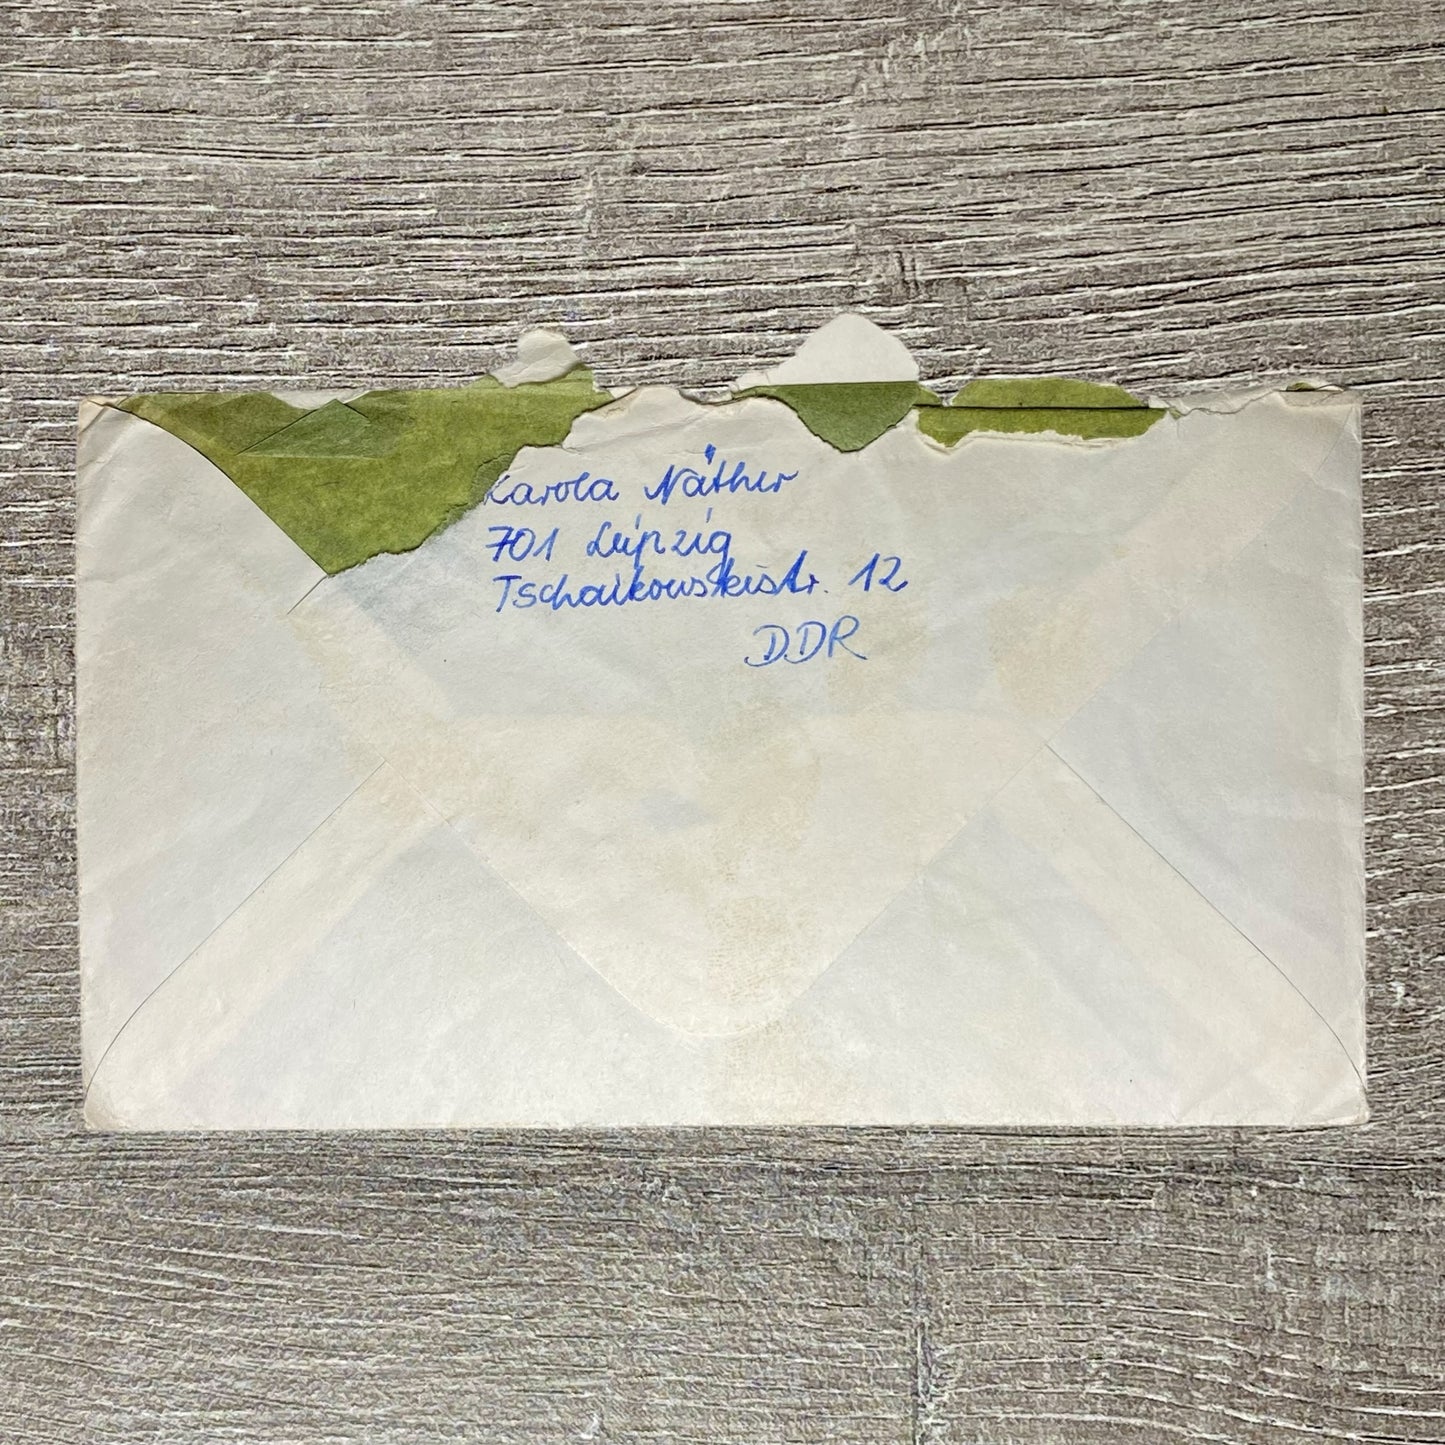 Karola Näther
701 Leipzig
Tschaikowskistr. 12
DDR